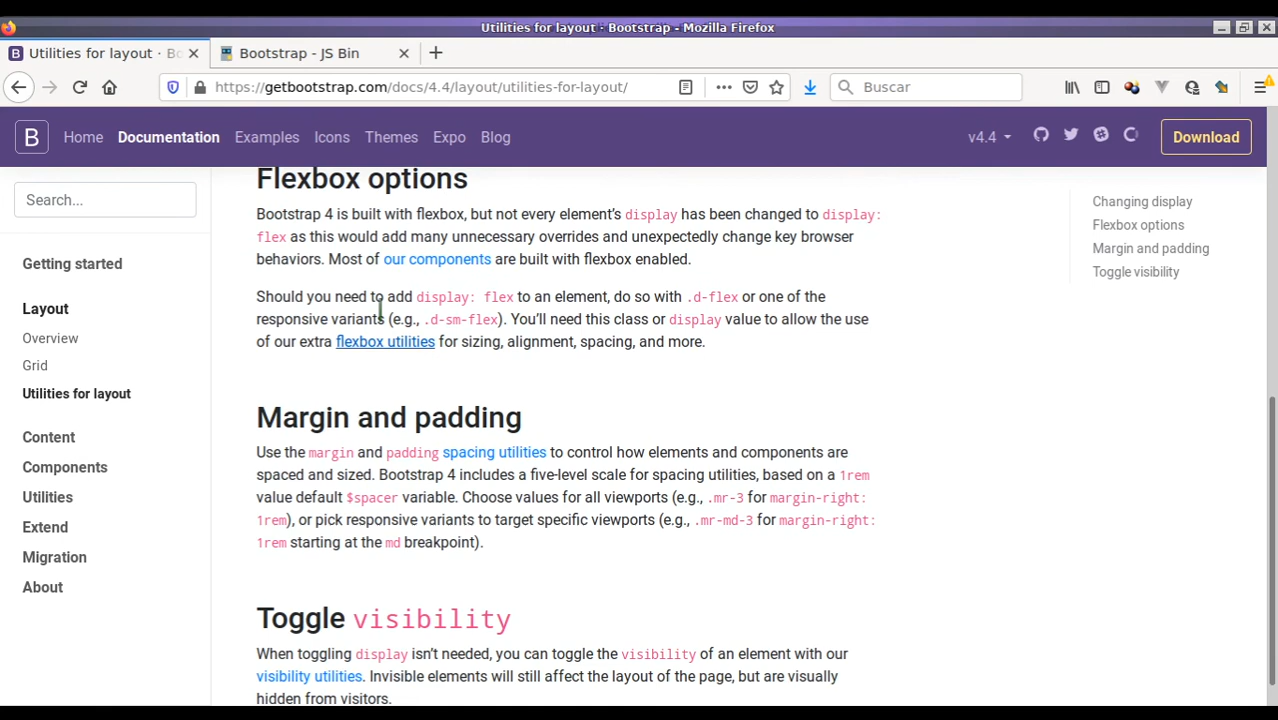 Utilities for layout · Bootstrap - Mozilla Firefox
Utilities for layout · Bo
Bootstrap - JS Bin
https://getbootstrap.com/docs/4.4/layout/utilities-for-layout/
Buscar
B
Home
Documentation
Examples
Icons
Themes
Expo
Blog
v4.4
Download
Search...
Getting started
Layout
Overview
Grid
Utilities for layout
Content
Components
Utilities
Extend
Migration
About
Flexbox options
Bootstrap 4 is built with flexbox, but not every element’s display has been changed to display:
flex as this would add many unnecessary overrides and unexpectedly change key browser
behaviors. Most of our components are built with flexbox enabled.
Should you need to add display: flex to an element, do so with .d-flex or one of the
responsive variants (e.g., .d-sm-flex). You’ll need this class or display value to allow the use
of our extra flexbox utilities for sizing, alignment, spacing, and more.
Margin and padding
Use the margin and padding spacing utilities to control how elements and components are
spaced and sized. Bootstrap 4 includes a five-level scale for spacing utilities, based on a 1rem
value default $spacer variable. Choose values for all viewports (e.g., .mr-3 for margin-right:
1rem), or pick responsive variants to target specific viewports (e.g., .mr-md-3 for margin-right:
1rem starting at the md breakpoint).
Toggle visibility
When toggling display isn’t needed, you can toggle the visibility of an element with our
visibility utilities. Invisible elements will still affect the layout of the page, but are visually
hidden from visitors.
Changing display
Flexbox options
Margin and padding
Toggle visibility